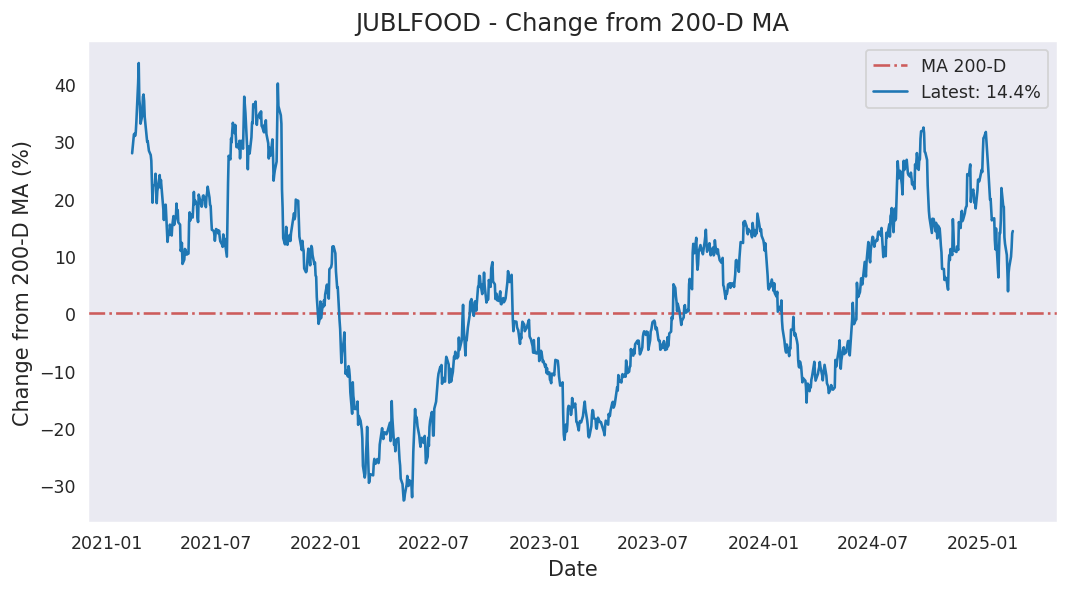 JUBLFOOD - Change from 200-D MA
MA 200-D
Latest: 14.4%
Change from 200-D MA (%)
40
30
20
10
0
−10
−20
−30
2021-01 2021-07 2022-01 2022-07 2023-01 2023-07 2024-01 2024-07 2025-01
Date